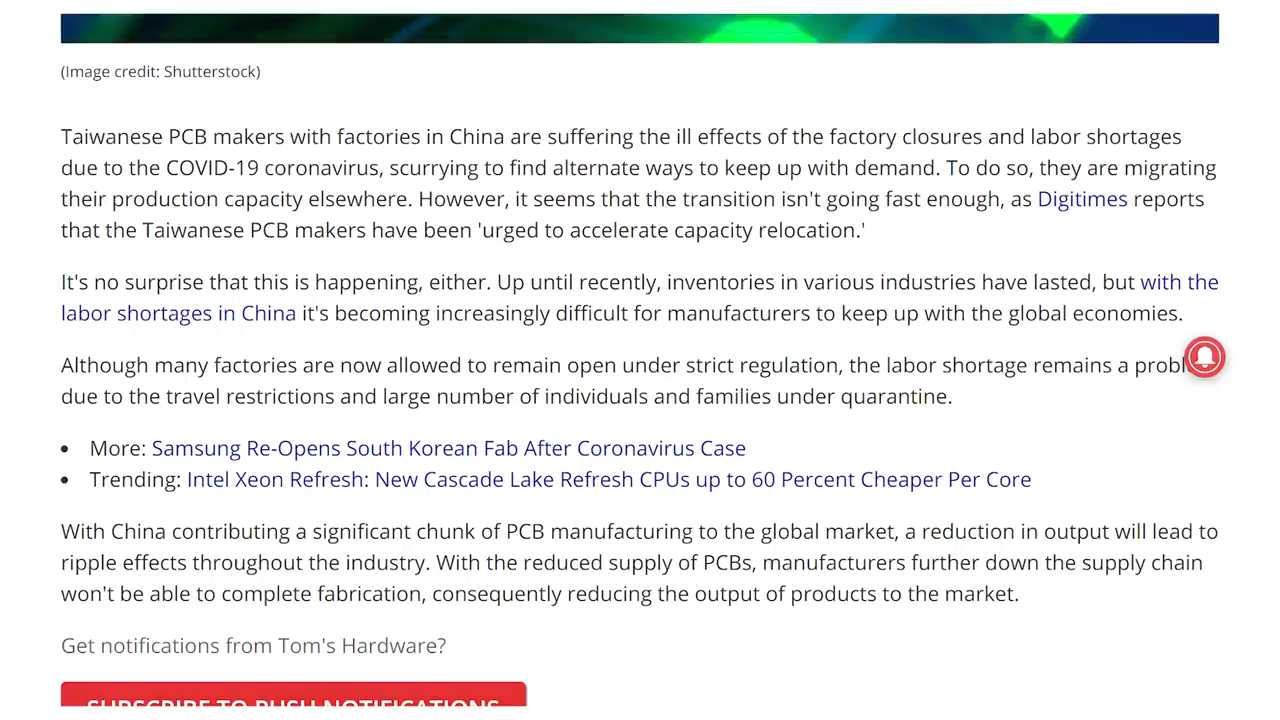 (Image credit: Shutterstock)
Taiwanese PCB makers with factories in China are suffering the ill effects of the factory closures and labor shortages
due to the COVID-19 coronavirus, scurrying to find alternate ways to keep up with demand. To do so, they are migrating
their production capacity elsewhere. However, it seems that the transition isn't going fast enough, as Digitimes reports
that the Taiwanese PCB makers have been 'urged to accelerate capacity relocation.'
It's no surprise that this is happening, either. Up until recently, inventories in various industries have lasted, but with the
labor shortages in China it's becoming increasingly difficult for manufacturers to keep up with the global economies.
Although many factories are now allowed to remain open under strict regulation, the labor shortage remains a probl
due to the travel restrictions and large number of individuals and families under quarantine.
• More: Samsung Re-Opens South Korean Fab After Coronavirus Case
• Trending: Intel Xeon Refresh: New Cascade Lake Refresh CPUs up to 60 Percent Cheaper Per Core
With China contributing a significant chunk of PCB manufacturing to the global market, a reduction in output will lead to
ripple effects throughout the industry. With the reduced supply of PCBs, manufacturers further down the supply chain
won't be able to complete fabrication, consequently reducing the output of products to the market.
Get notifications from Tom's Hardware?
SUBSCRIBE TO PUSH NOTIFICATIONS